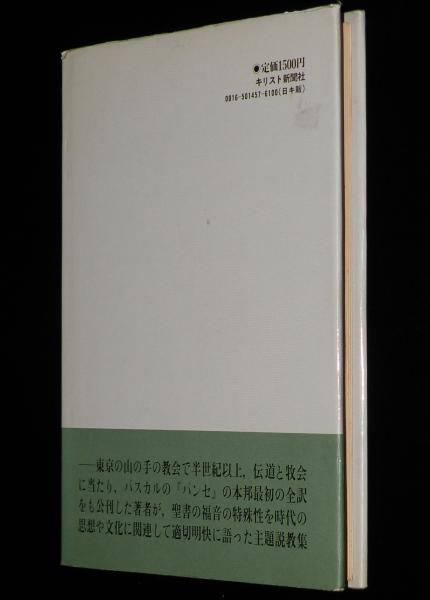 ●定価1500円
キリスト新聞社
0016-501457-6100(日キ販)
──東京の山の手の教会で半世紀以上，伝道と牧会
に当たり、パスカルの『パンセ』の本邦最初の全訳
をも公刊した著者が、聖書の福音の特殊性を時代の
思想や文化に関連して適切明快に語った主題説教集